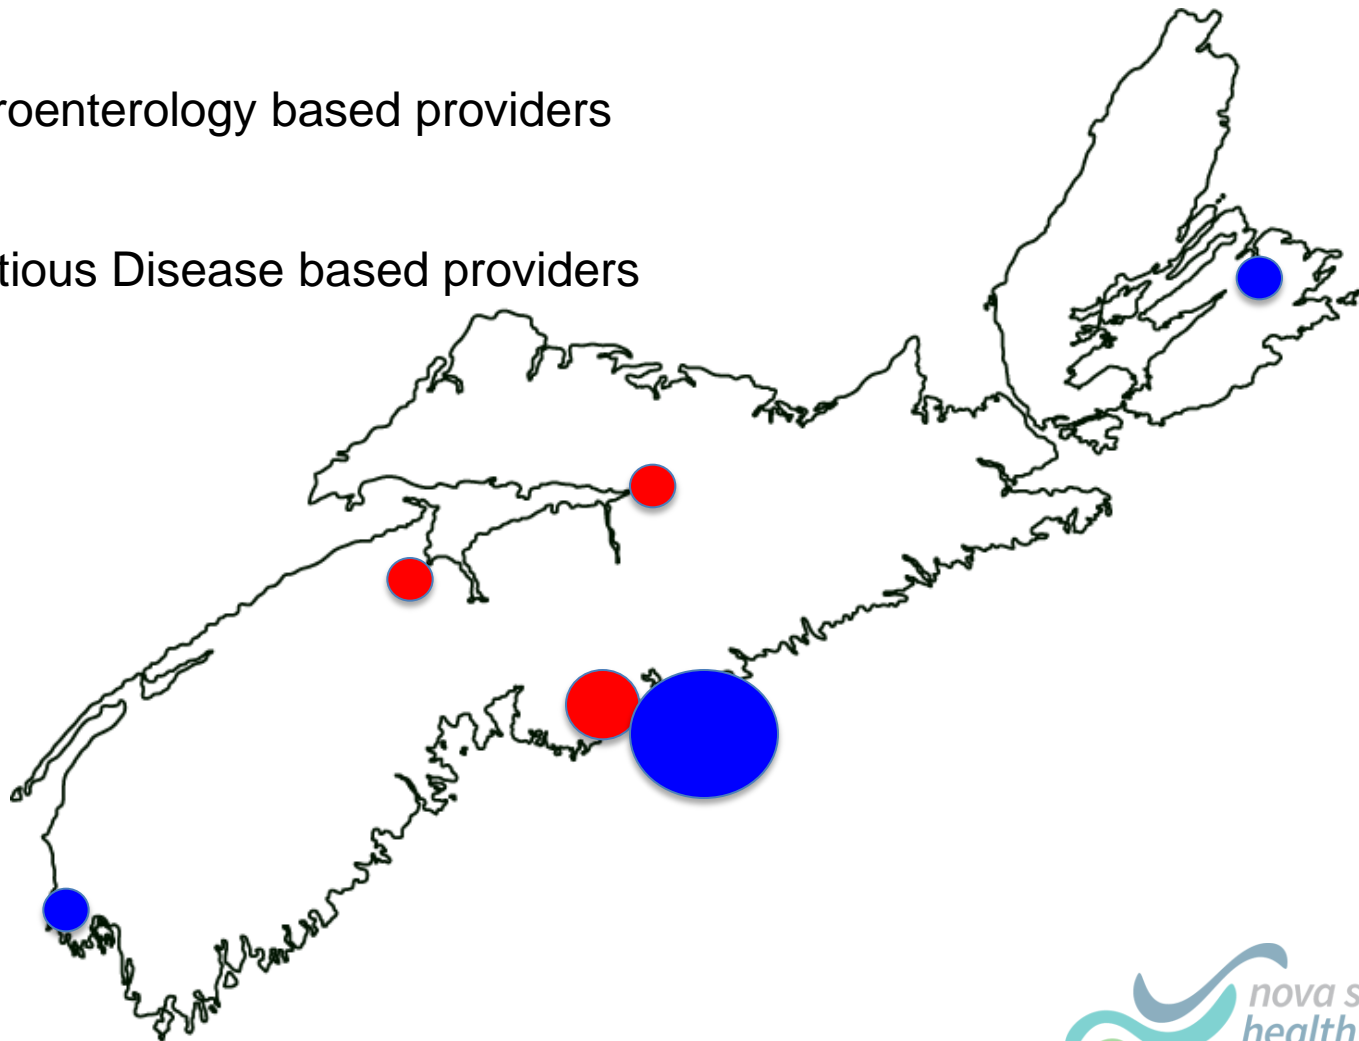 roenterology based providers
tious Disease based providers
nova s
health